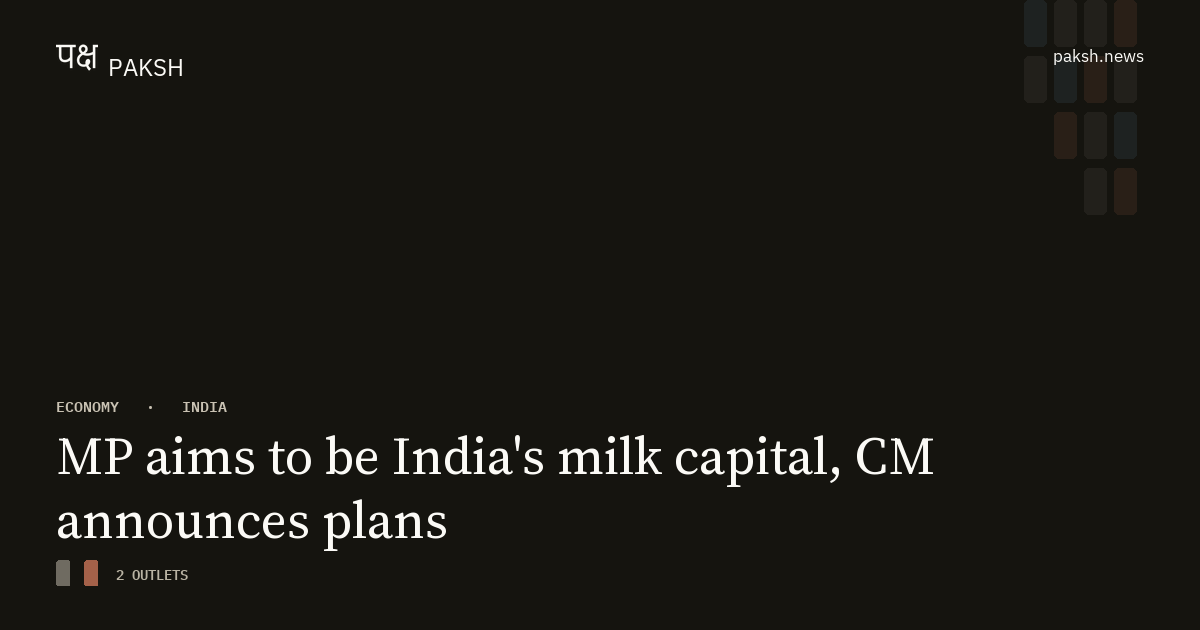 पक्ष PAKSH
paksh.news
ECONOMY · INDIA
MP aims to be India's milk capital, CM
announces plans
2 OUTLETS